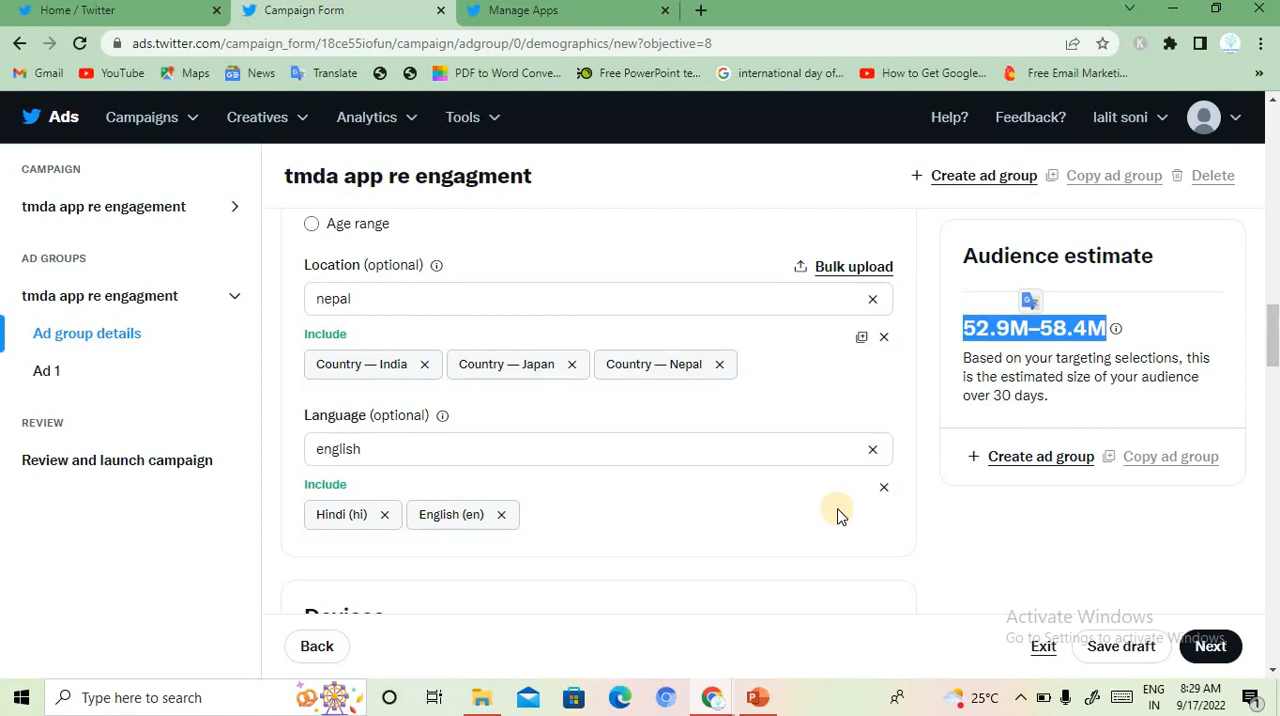 Home / Twitter
Campaign Form
Manage Apps
ads.twitter.com/campaign_form/18ce55iofun/campaign/adgroup/0/demographics/new?objective=8
K
Gmail
YouTube
Maps
News
Translate
PDF to Word Conve...
Free PowerPoint te...
international day of...
How to Get Google...
Free Email Marketi...
»
Ads
Campaigns
Creatives
Analytics
Tools
Help?
Feedback?
lalit soni
CAMPAIGN
tmda app re engagement
AD GROUPS
tmda app re engagment
Ad group details
Ad 1
REVIEW
Review and launch campaign
tmda app re engagment
+ Create ad group
Copy ad group
Delete
Age range
Location (optional)
Bulk upload
nepal
Include
Country — India
Country — Japan
Country — Nepal
Language (optional)
english
Include
Hindi (hi)
English (en)
Audience estimate
52.9M–58.4M
Based on your targeting selections, this
is the estimated size of your audience
over 30 days.
+ Create ad group
Copy ad group
Back
Activate Windows
Go to Settings to activate Windows.
Exit
Save draft
Next
Type here to search
25°C
ENG
IN
8:29 AM
9/17/2022
1